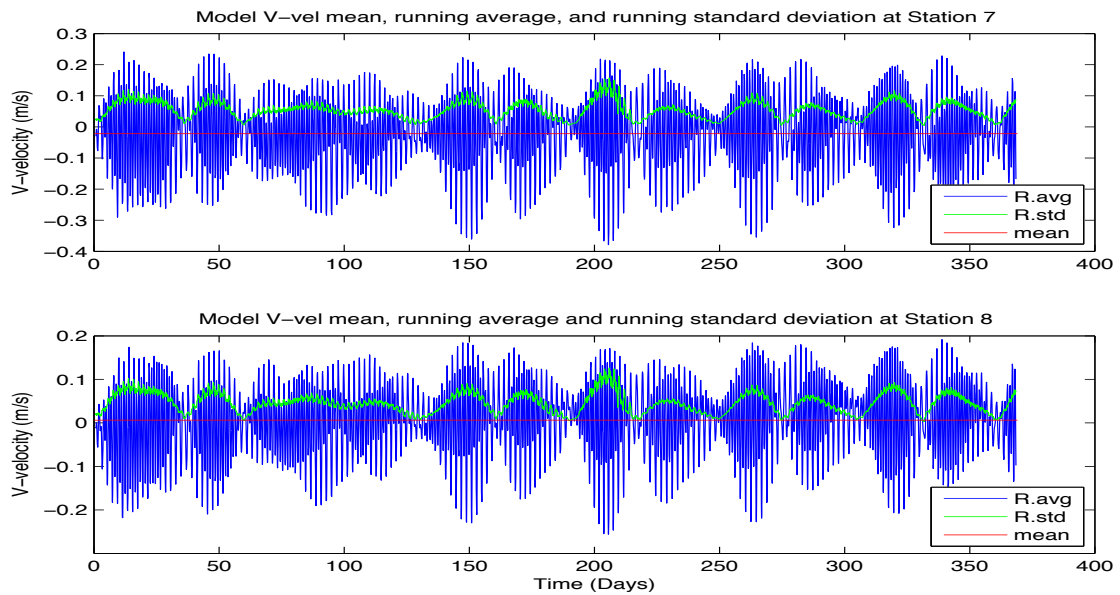 Model V−vel mean, running average, and running standard deviation at Station 7
0.3
0.2
0.1
0
−0.1
−0.2
−0.3
−0.4
V−velocity (m/s)
0 50 100 150 200 250 300 350 400
R.avg
R.std
mean
Model V−vel mean, running average and running standard deviation at Station 8
0.2
0.1
0
−0.1
−0.2
V−velocity (m/s)
0 50 100 150 200 250 300 350 400
R.avg
R.std
mean
Time (Days)